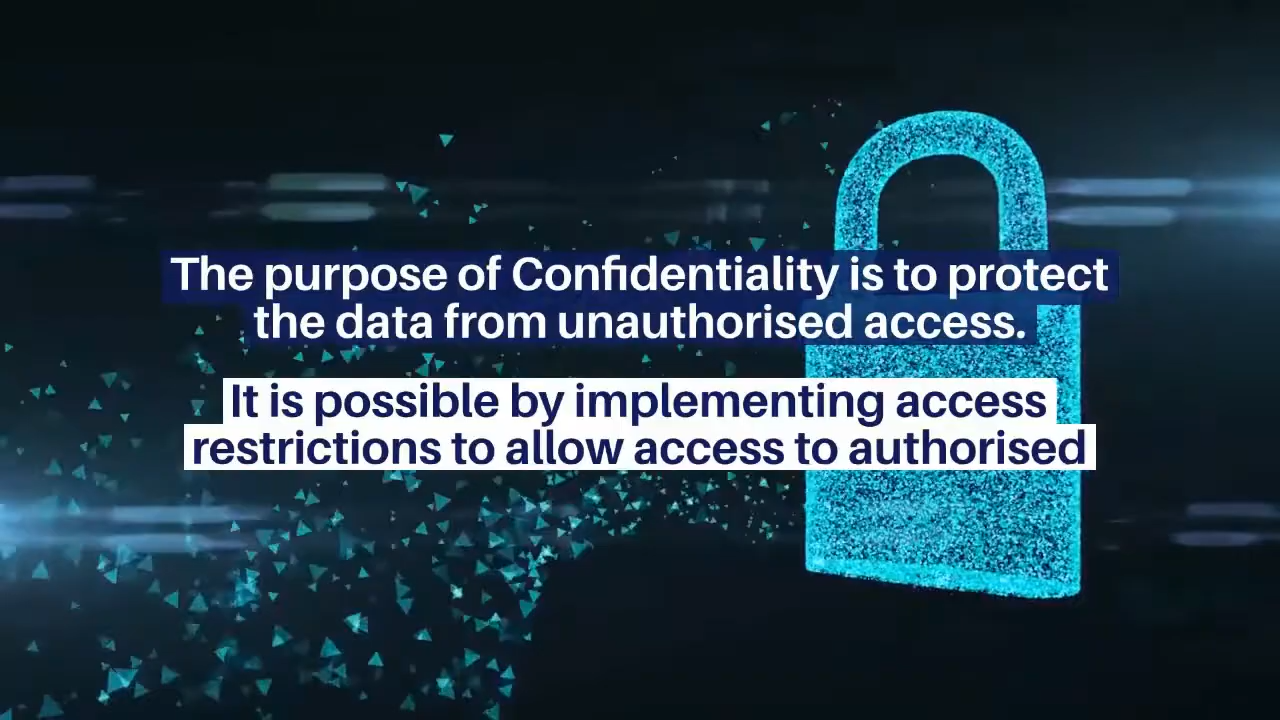 The purpose of Confidentiality is to protect
the data from unauthorised access.
It is possible by implementing access
restrictions to allow access to authorised